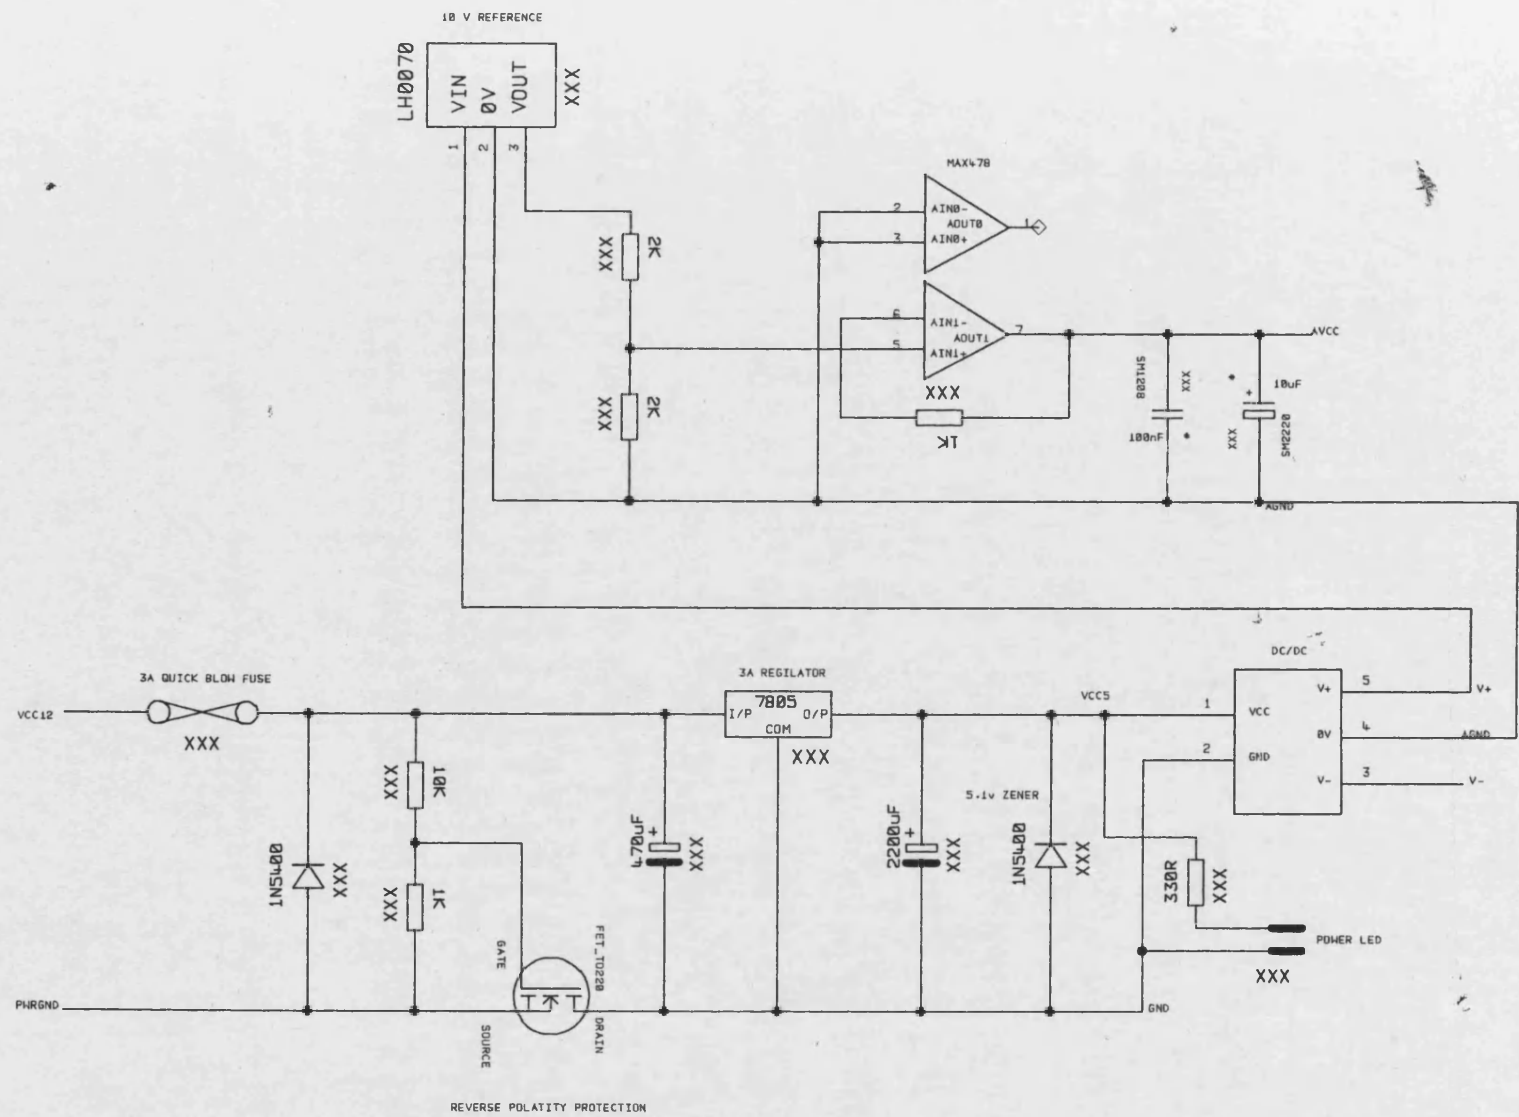 10 V REFERENCE
LH0070
VIN
0V
VOUT
XXX
1
2
3
2K
XXX
2K
XXX
MAX478
2
AIN0-
AOUT0
3
AIN0+
1
6
AIN1-
AOUT1
5
AIN1+
7
XXX
1K
AVCC
SMT208
XXX
100nF
*
*
+
10uF
XXX
SM2220
AGND
3A QUICK BLOW FUSE
VCC12
XXX
1N5400
XXX
10K
XXX
1K
XXX
GATE
FET_TO220
SOURCE
DRAIN
PWRGND
REVERSE POLATITY PROTECTION
470uF
+
XXX
3A REGILATOR
7805
I/P
O/P
COM
XXX
2200uF
+
XXX
5.1v ZENER
1N5400
XXX
VCC5
DC/DC
1
VCC
2
GND
V+
5
V+
0V
4
AGND
V-
3
V-
330R
XXX
POWER LED
XXX
GND